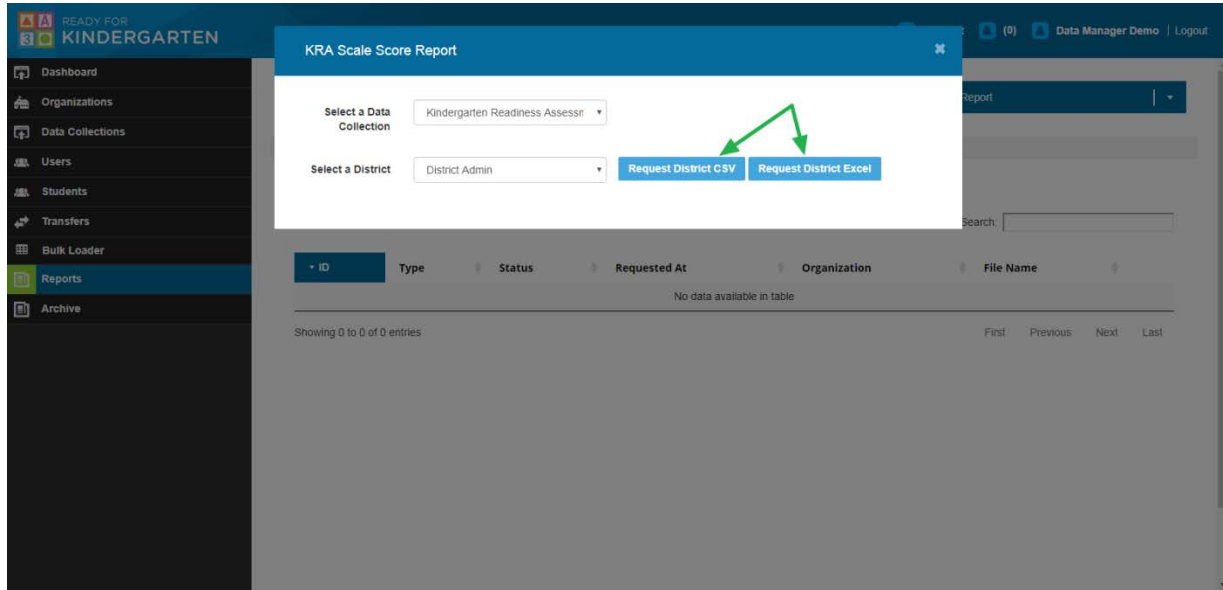 READY FOR
KINDERGARTEN
(0)
Data Manager Demo | Logout
KRA Scale Score Report
Dashboard
Organizations
Data Collections
Users
Students
Transfers
Bulk Loader
Reports
Archive
Report
Select a Data Collection
Kindergarten Readiness Assessn
Select a District
District Admin
Request District CSV
Request District Excel
Search:
ID Type Status Requested At Organization File Name
No data available in table
Showing 0 to 0 of 0 entries
First Previous Next Last